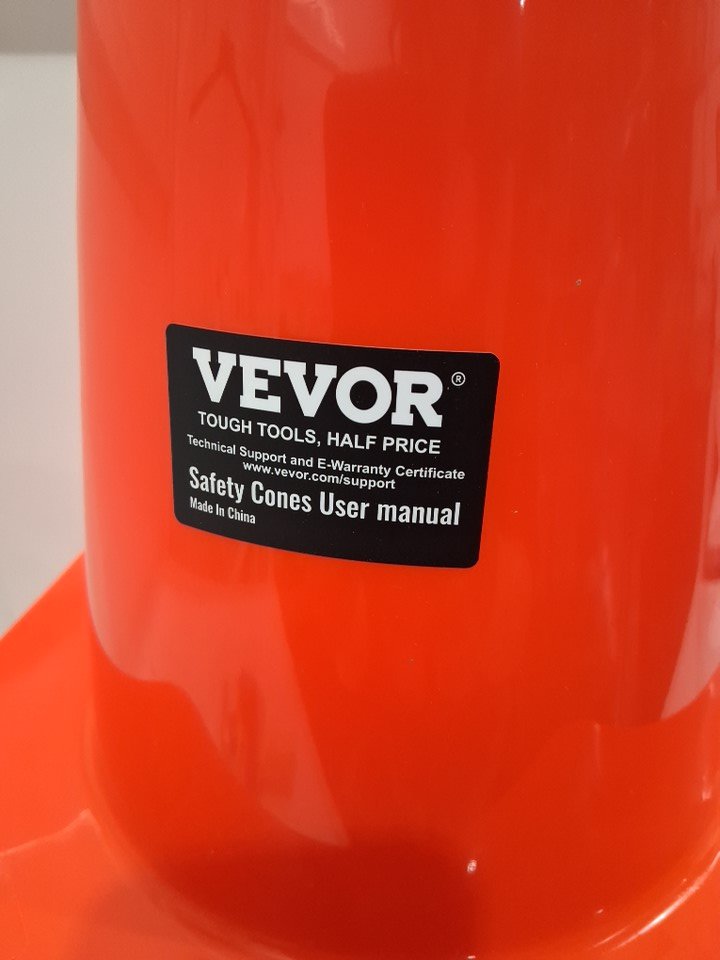 VEVOR®
TOUGH TOOLS, HALF PRICE
Technical Support and E-Warranty Certificate
www.vevor.com/support
Safety Cones User manual
Made In China